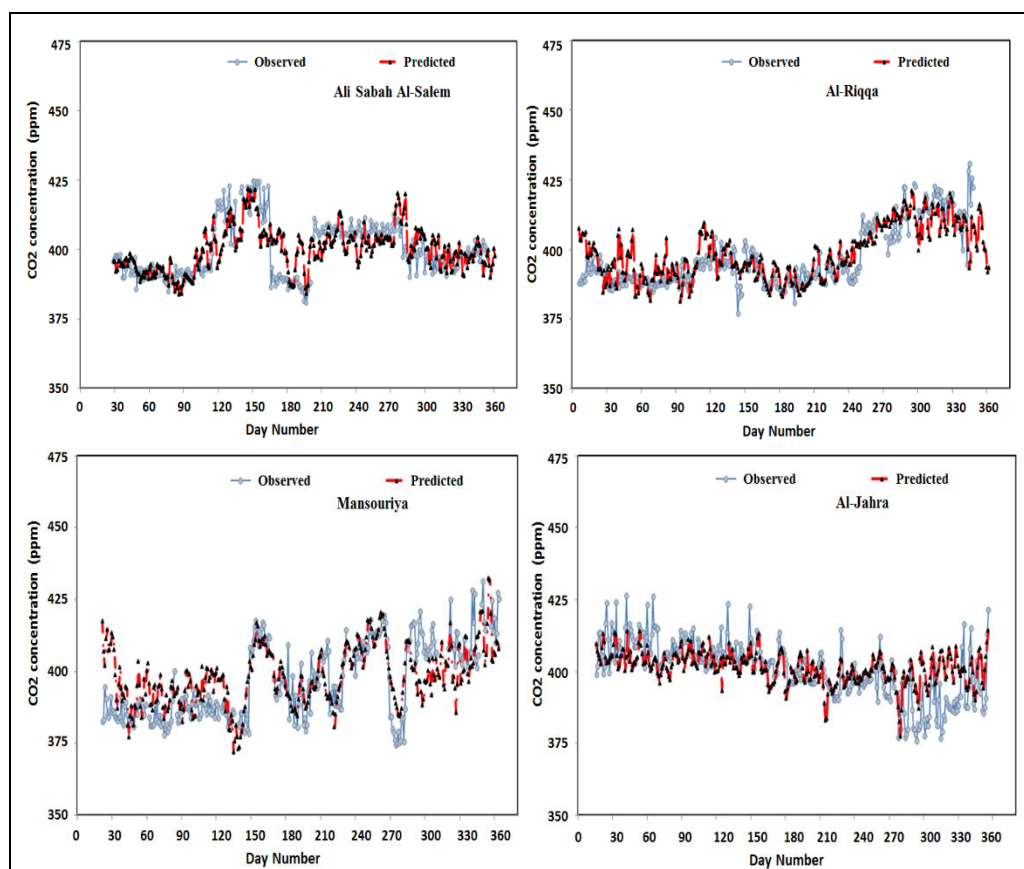 475
450
425
400
375
350
CO2 concentration (ppm)
Observed
Predicted
Ali Sabah Al-Salem
0 30 60 90 120 150 180 210 240 270 300 330 360
Day Number
475
450
425
400
375
350
CO2 concentration (ppm)
Observed
Predicted
Al-Riqqa
0 30 60 90 120 150 180 210 240 270 300 330 360
Day Number
475
450
425
400
375
350
CO2 concentration (ppm)
Observed
Predicted
Mansouriya
0 30 60 90 120 150 180 210 240 270 300 330 360
Day Number
475
450
425
400
375
350
CO2 concentration (ppm)
Observed
Predicted
Al-Jahra
0 30 60 90 120 150 180 210 240 270 300 330 360
Day Number